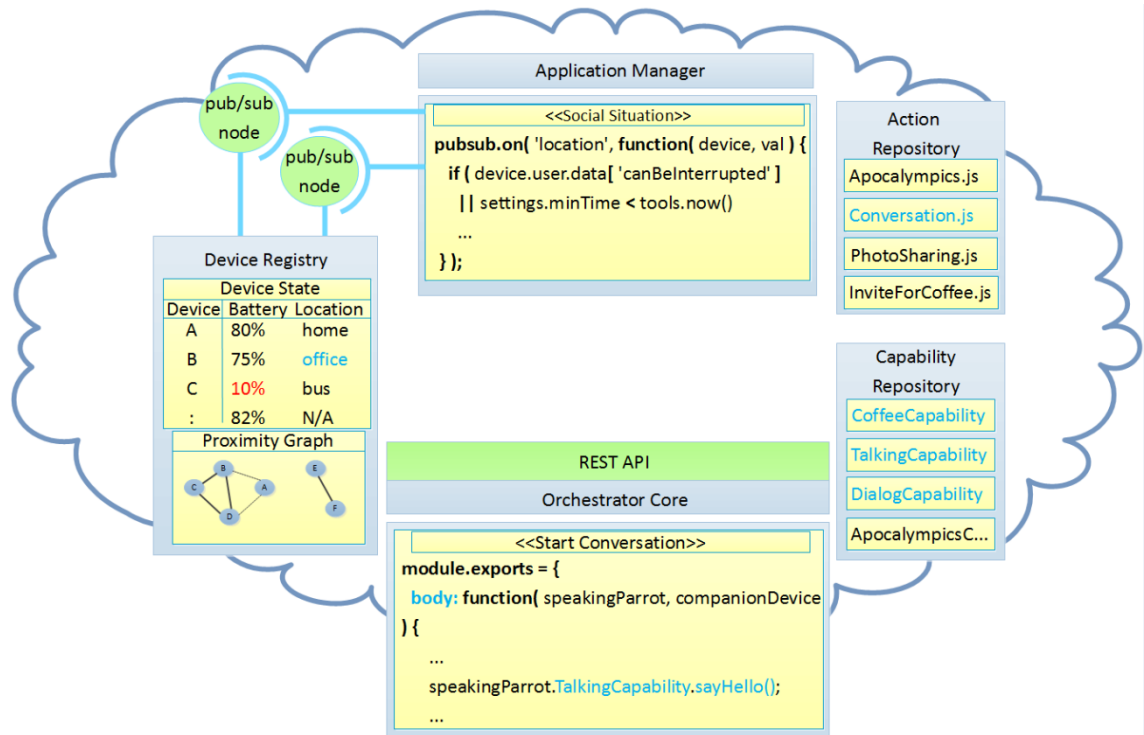 pub/sub
node
pub/sub
node
Application Manager
<<Social Situation>>
pubsub.on( 'location', function( device, val ) {
if ( device.user.data[ 'canBeInterrupted' ]
|| settings.minTime < tools.now()
...
} );
Action
Repository
Apocalympics.js
Conversation.js
PhotoSharing.js
InviteForCoffee.js
Device Registry
Device State
Device Battery Location
A 80% home
B 75% office
C 10% bus
: 82% N/A
Proximity Graph
B
C
A
D
E
F
Capability
Repository
CoffeeCapability
TalkingCapability
DialogCapability
ApocalympicsC...
REST API
Orchestrator Core
<<Start Conversation>>
module.exports = {
body: function( speakingParrot, companionDevice
) {
...
speakingParrot.TalkingCapability.sayHello();
...